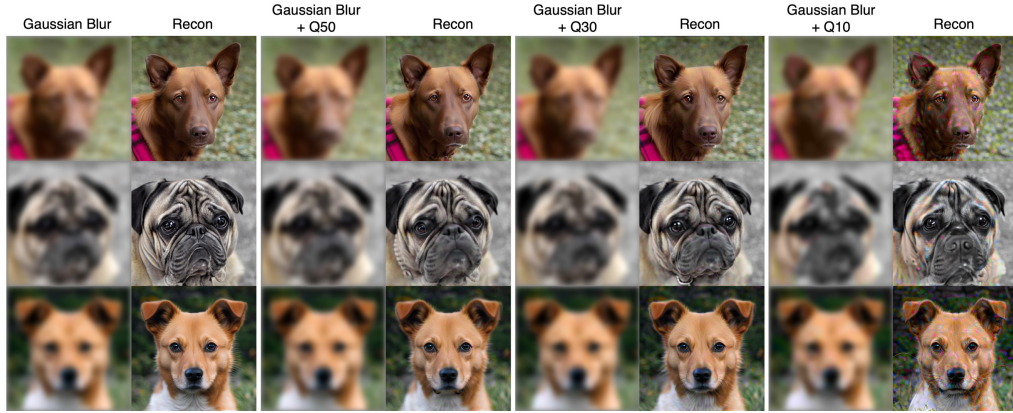 Gaussian Blur
Recon
Gaussian Blur
+ Q50
Recon
Gaussian Blur
+ Q30
Recon
Gaussian Blur
+ Q10
Recon